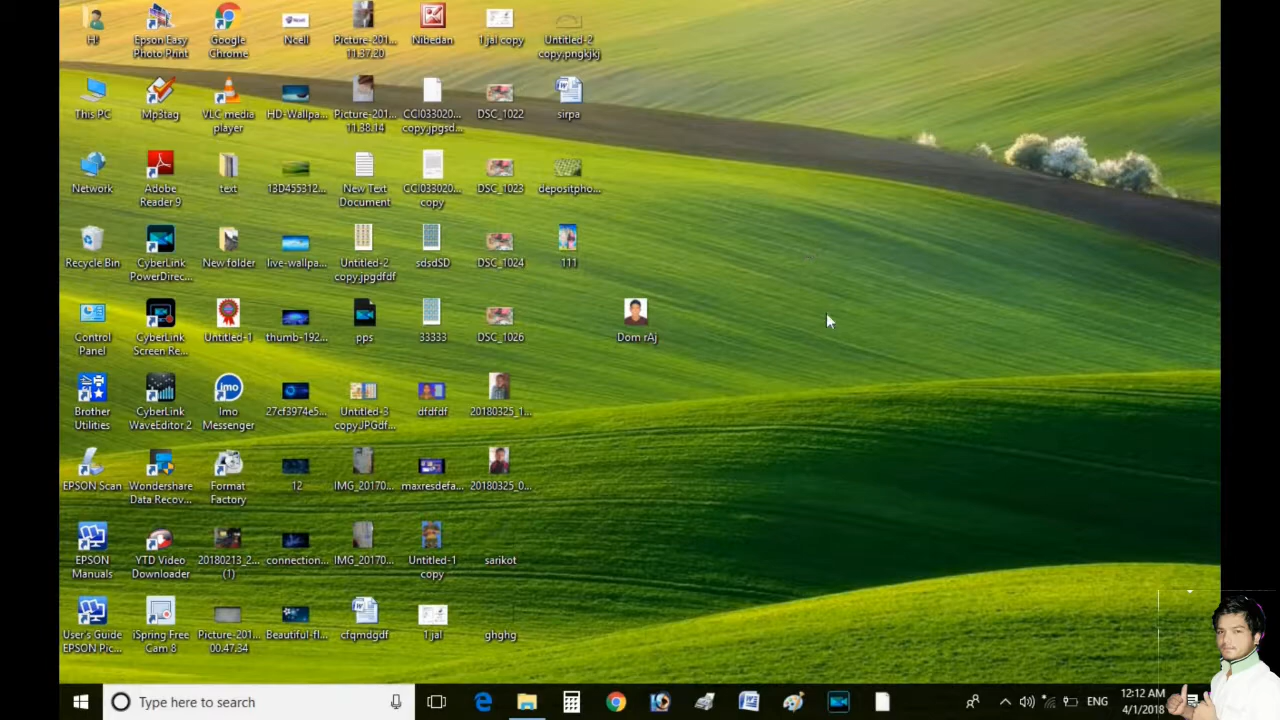 H!
Epson Easy
Photo Print
Google
Chrome
Ncell
Picture-201...
11.37.20
Nibedan
1 jal copy
Untitled-2
copy.pngkjkj
This PC
Mp3tag
VLC media
player
HD-Wallpa...
Picture-201...
11.38.14
CCI033020...
copy.jpgsd...
DSC_1022
sirpa
Network
Adobe
Reader 9
text
13D455312...
New Text
Document
CCI033020...
copy
DSC_1023
depositpho...
Recycle Bin
CyberLink
PowerDirec...
New folder
live-wallpa...
Untitled-2
copy.jpgdfdf
sdsdSD
DSC_1024
111
Control
Panel
CyberLink
Screen Re...
Untitled-1
thumb-192...
pps
33333
DSC_1026
Dom rAj
Brother
Utilities
CyberLink
WaveEditor 2
imo
Imo
Messenger
27cf3974e5...
Untitled-3
copy.JPGdf...
dfdfdf
20180325_1...
EPSON Scan
Wondershare
Data Recov...
Format
Factory
12
IMG_20170...
maxresdefa...
20180325_0...
EPSON
Manuals
YTD Video
Downloader
20180213_2...
(1)
connection...
IMG_20170...
Untitled-1
copy
sarikot
User's Guide
EPSON Pic...
iSpring Free
Cam 8
Picture-201...
00.47.34
Beautiful-fl...
cfqmdgdf
1 jal
ghghg
Type here to search
ENG
12:12 AM
4/1/2018